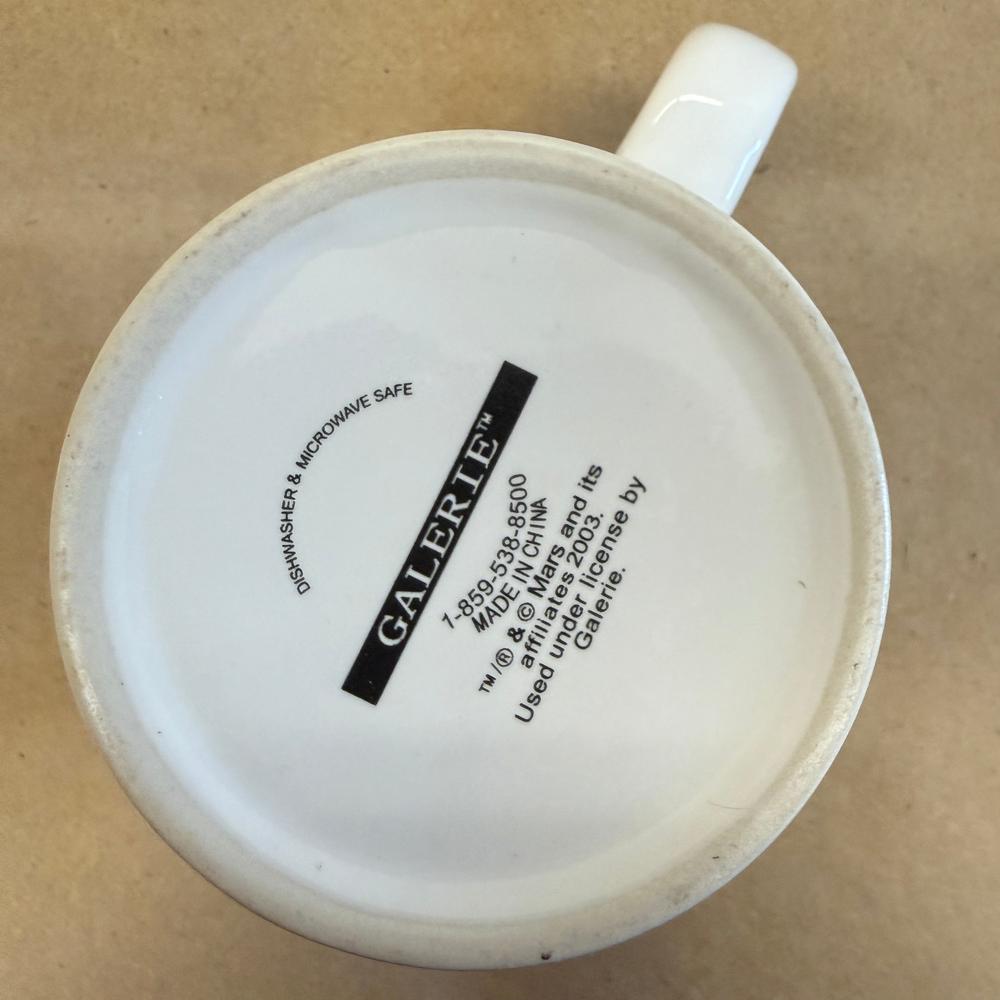 DISHWASHER & MICROWAVE SAFE
GALERIE™
1-859-538-8500
MADE IN CHINA
™/® & © Mars and its
affiliates 2003.
Used under license by
Galerie.